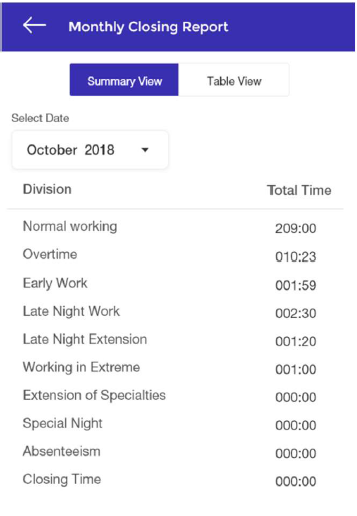 Monthly Closing Report
Summary View Table View
Select Date
October 2018
Division Total Time
Normal working 209:00
Overtime 010:23
Early Work 001:59
Late Night Work 002:30
Late Night Extension 001:20
Working in Extreme 001:00
Extension of Specialties 000:00
Special Night 000:00
Absenteeism 000:00
Closing Time 000:00